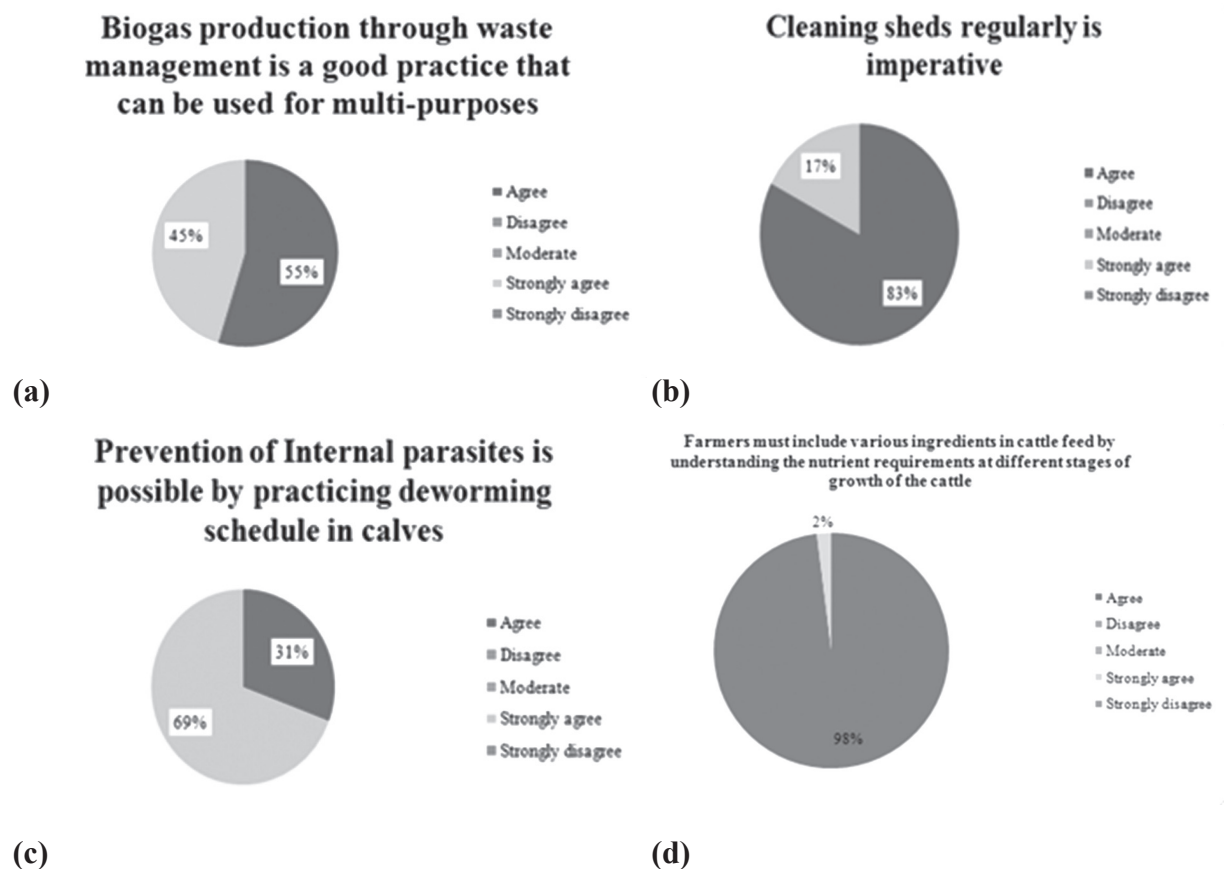 Biogas production through waste
management is a good practice that
can be used for multi-purposes
45%
55%
Agree
Disagree
Moderate
Strongly agree
Strongly disagree
(a)
Cleaning sheds regularly is
imperative
17%
83%
Agree
Disagree
Moderate
Strongly agree
Strongly disagree
(b)
Prevention of Internal parasites is
possible by practicing deworming
schedule in calves
31%
69%
Agree
Disagree
Moderate
Strongly agree
Strongly disagree
(c)
Farmers must include various ingredients in cattle feed by
understanding the nutrient requirements at different stages of
growth of the cattle
2%
98%
Agree
Disagree
Moderate
Strongly agree
Strongly disagree
(d)